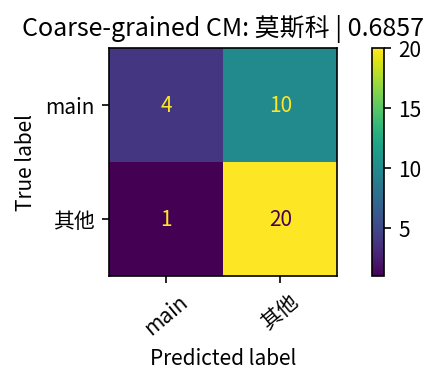 Coarse-grained CM: 莫斯科 | 0.6857
True label
main
其他
4
10
1
20
main
其他
Predicted label
20
15
10
5